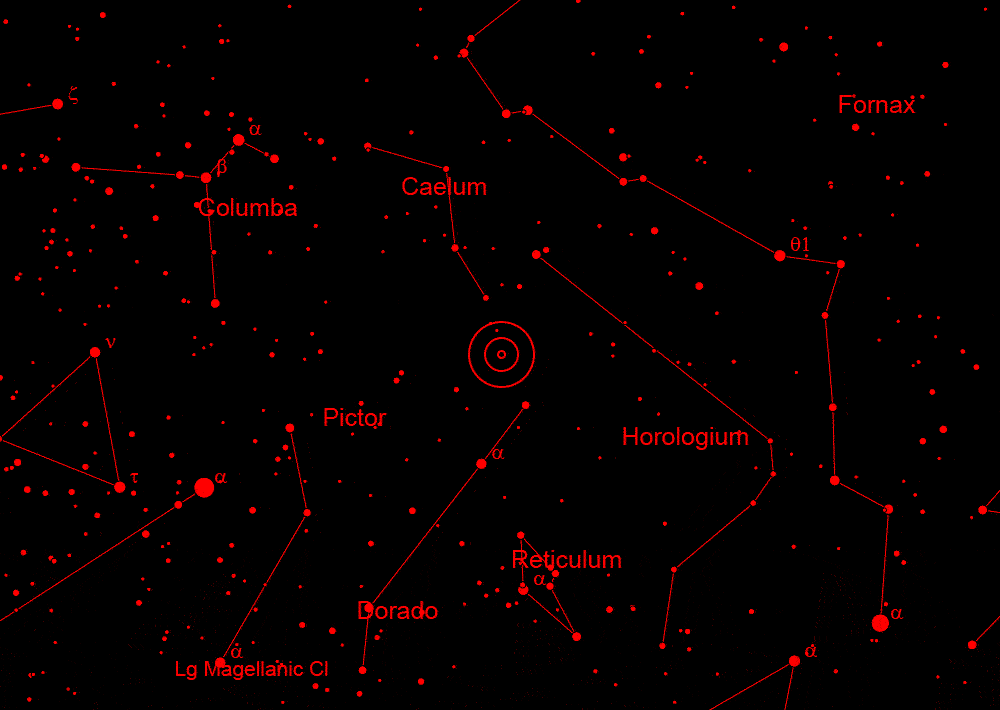 ζ
Fornax
α
β
Caelum
Columba
θ1
ν
Pictor
Horologium
α
τ
α
Reticulum
α
Dorado
α
α
α
Lg Magellanic Cl